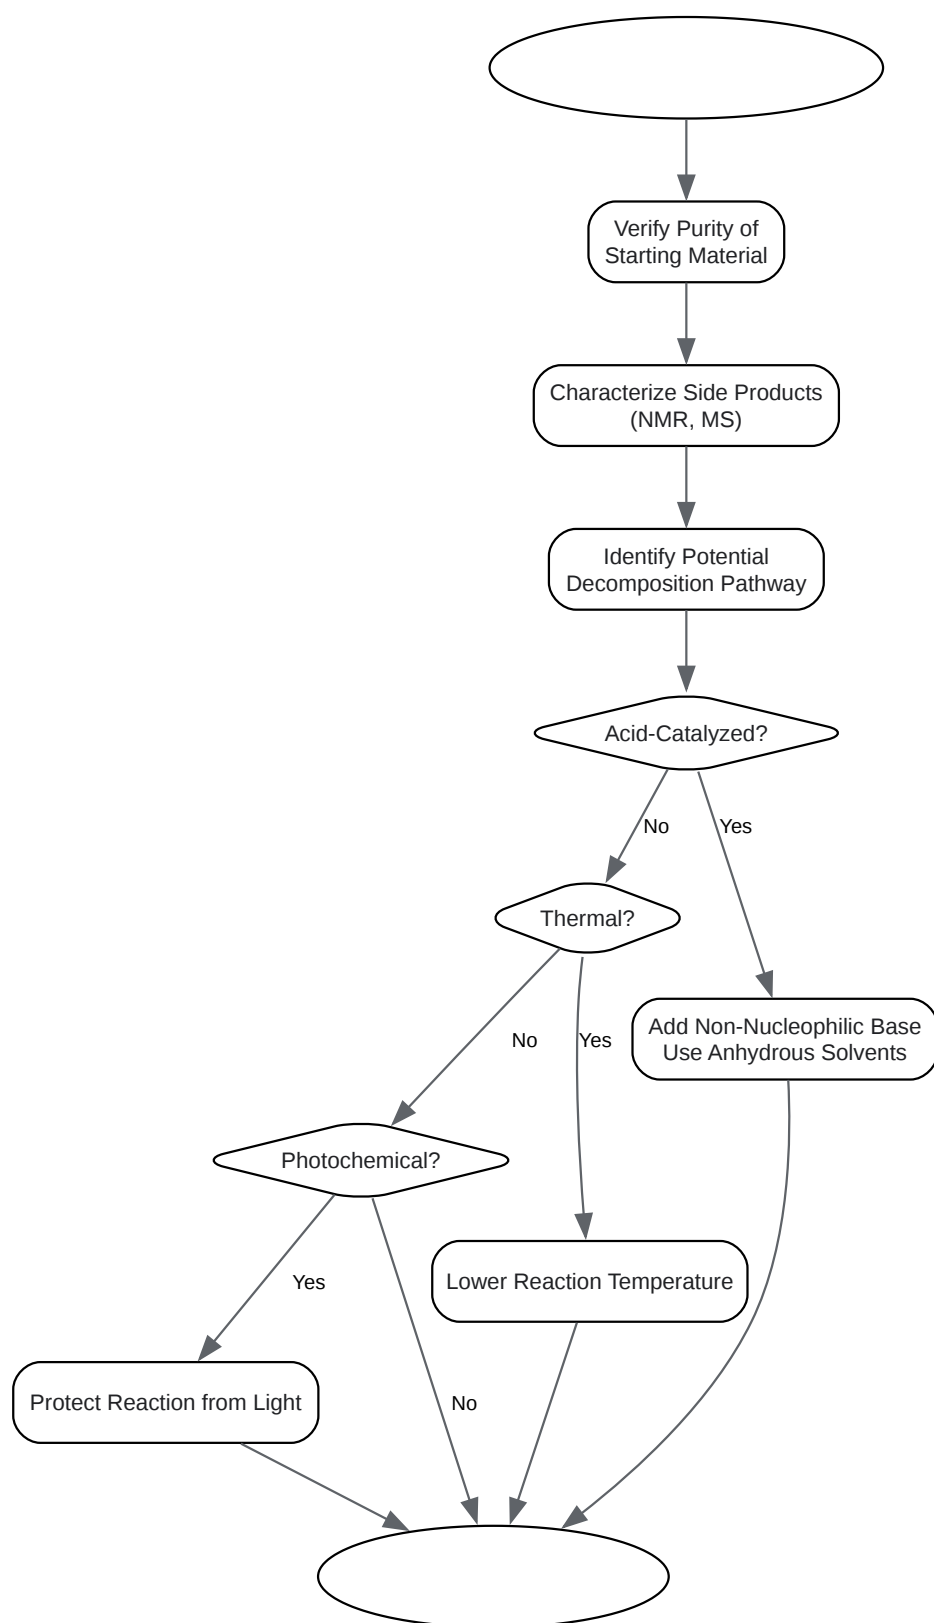 Verify Purity of
Starting Material
Characterize Side Products
(NMR, MS)
Identify Potential
Decomposition Pathway
Acid-Catalyzed?
No
Yes
Thermal?
Add Non-Nucleophilic Base
Use Anhydrous Solvents
No
Yes
Photochemical?
Yes
Lower Reaction Temperature
Protect Reaction from Light
No